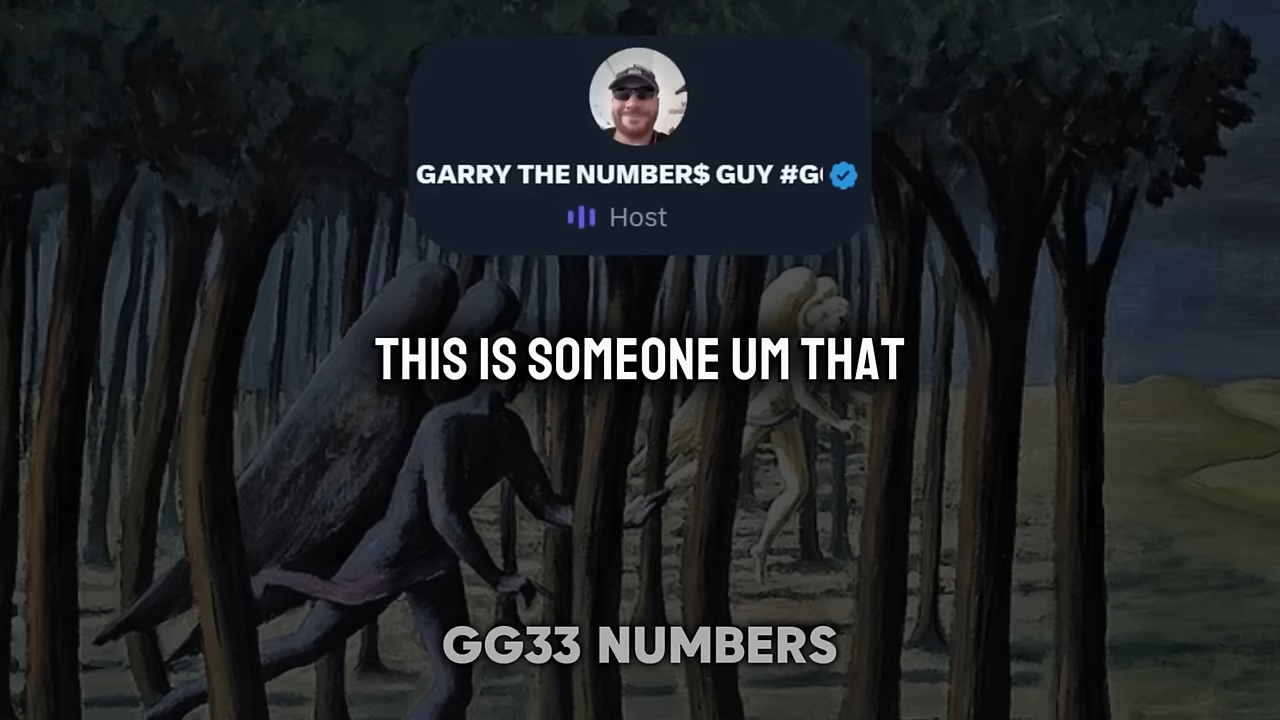 GARRY THE NUMBER$ GUY #G
Host
THIS IS SOMEONE UM THAT
GG33 NUMBERS